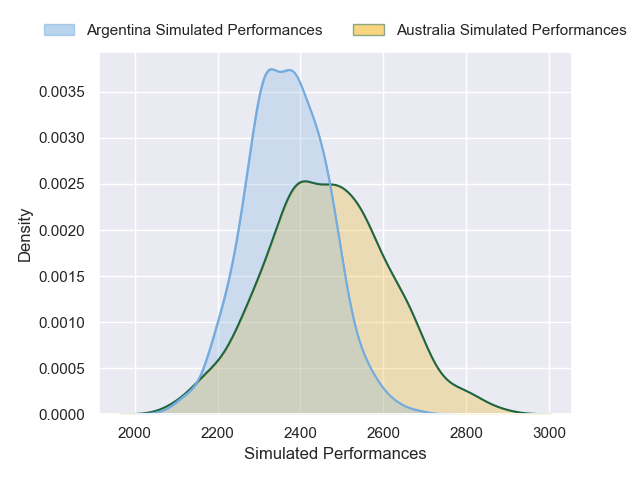 Argentina Simulated Performances Australia Simulated Performances
0.0035
0.0030
0.0025
0.0020
0.0015
0.0010
0.0005
0.0000
Density
2000 2200 2400 2600 2800 3000
Simulated Performances